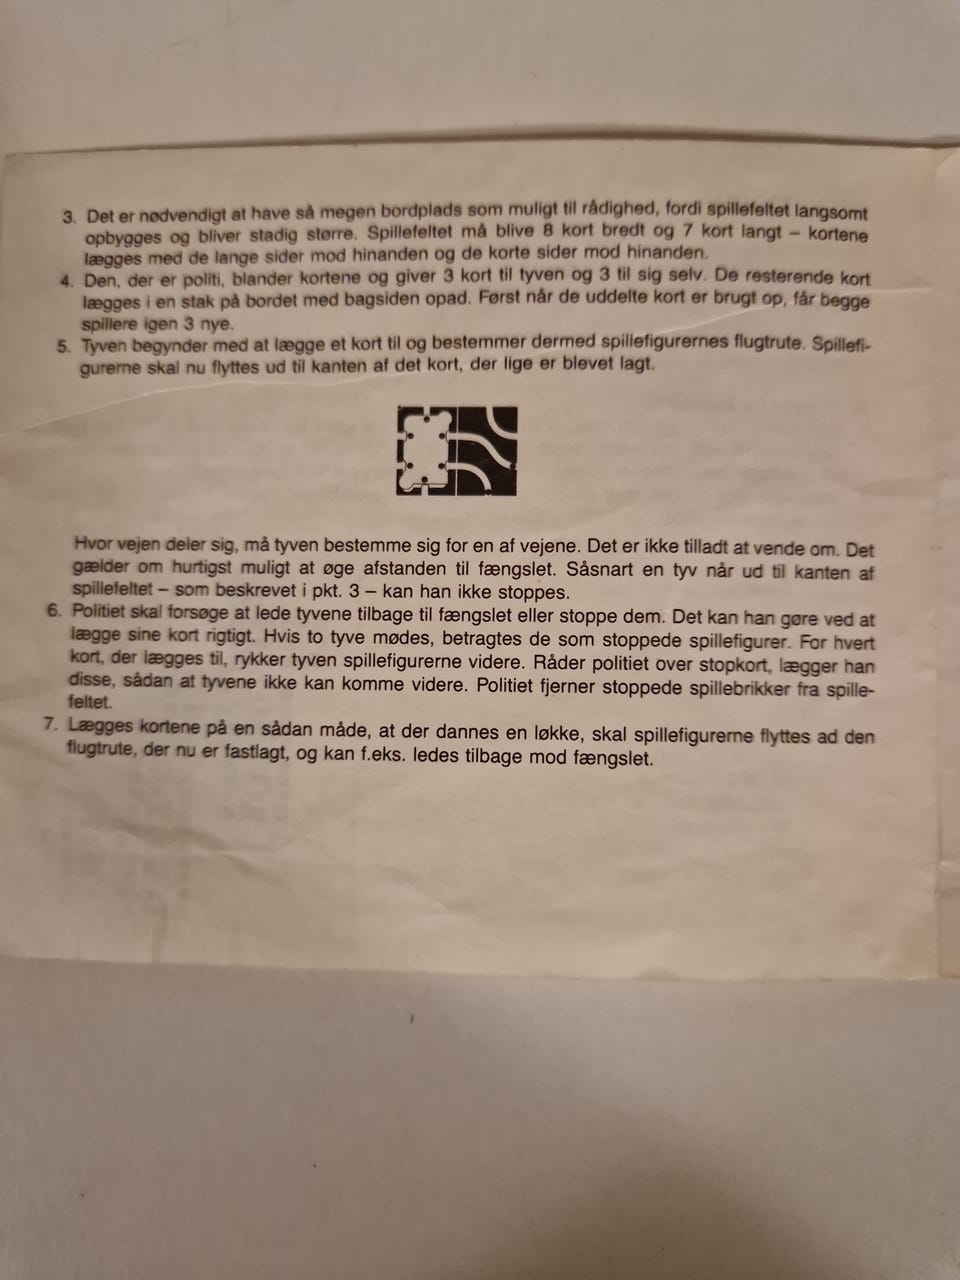 3. Det er nødvendigt at have så megen bordplads som muligt til rådighed, fordi spillefeltet langsomt
opbygges og bliver stadig større. Spillefeltet må blive 8 kort bredt og 7 kort langt – kortene
lægges med de lange sider mod hinanden og de korte sider mod hinanden.
4. Den, der er politi, blander kortene og giver 3 kort til tyven og 3 til sig selv. De resterende kort
lægges i en stak på bordet med bagsiden opad. Først når de uddelte kort er brugt op, får begge
spillere igen 3 nye.
5. Tyven begynder med at lægge et kort til og bestemmer dermed spillefigurernes flugtrute. Spillefi-
gurerne skal nu flyttes ud til kanten af det kort, der lige er blevet lagt.
Hvor vejen deler sig, må tyven bestemme sig for en af vejene. Det er ikke tilladt at vende om. Det
gælder om hurtigst muligt at øge afstanden til fængslet. Såsnart en tyv når ud til kanten af
spillefeltet – som beskrevet i pkt. 3 – kan han ikke stoppes.
6. Politiet skal forsøge at lede tyvene tilbage til fængslet eller stoppe dem. Det kan han gøre ved at
lægge sine kort rigtigt. Hvis to tyve mødes, betragtes de som stoppede spillefigurer. For hvert
kort, der lægges til, rykker tyven spillefigurerne videre. Råder politiet over stopkort, lægger han
disse, sådan at tyvene ikke kan komme videre. Politiet fjerner stoppede spillebrikker fra spille-
feltet.
7. Lægges kortene på en sådan måde, at der dannes en løkke, skal spillefigurerne flyttes ad den
flugtrute, der nu er fastlagt, og kan f.eks. ledes tilbage mod fængslet.